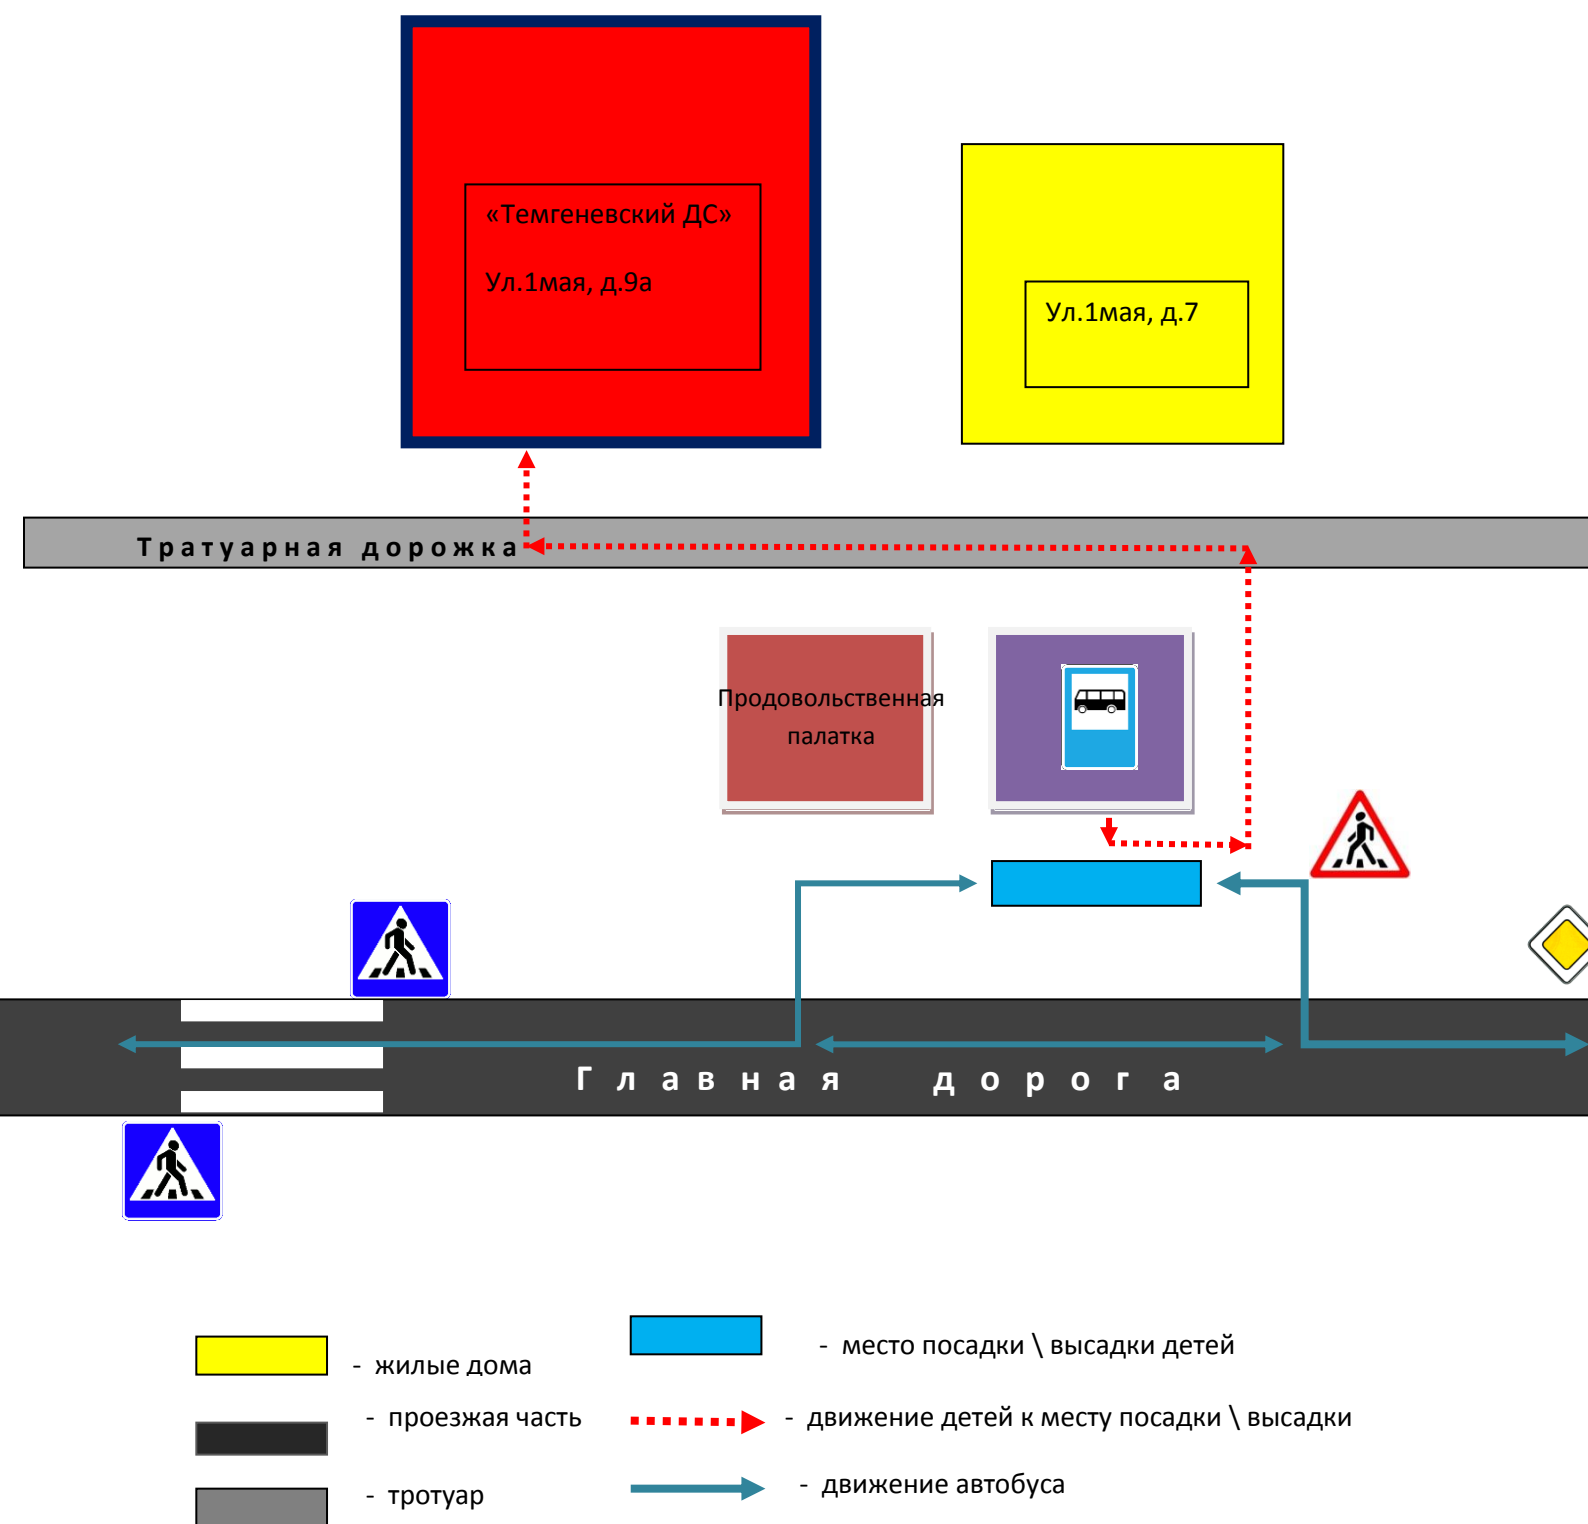 «Темгеневский ДС»
Ул.1мая, д.9а
Ул.1мая, д.7
Тратуарная дорожка
Продовольственная
палатка
Главная дорога
- жилые дома
- место посадки \ высадки детей
- проезжая часть
- движение детей к месту посадки \ высадки
- тротуар
- движение автобуса